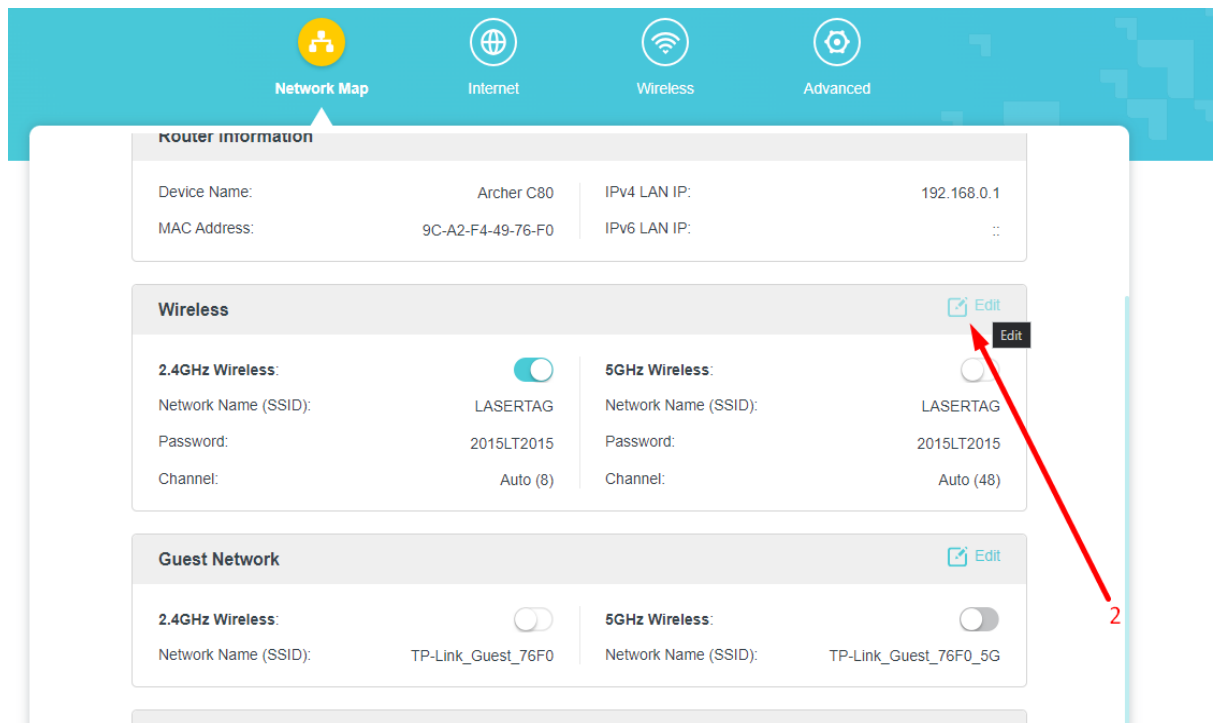 Network Map Internet Wireless Advanced
Router Information
Device Name: Archer C80 IPv4 LAN IP: 192.168.0.1
MAC Address: 9C-A2-F4-49-76-F0 IPv6 LAN IP: ::
Wireless Edit
Edit
2.4GHz Wireless: 5GHz Wireless:
Network Name (SSID): LASERTAG Network Name (SSID): LASERTAG
Password: 2015LT2015 Password: 2015LT2015
Channel: Auto (8) Channel: Auto (48)
Guest Network Edit
2.4GHz Wireless: 5GHz Wireless:
2
Network Name (SSID): TP-Link_Guest_76F0 Network Name (SSID): TP-Link_Guest_76F0_5G